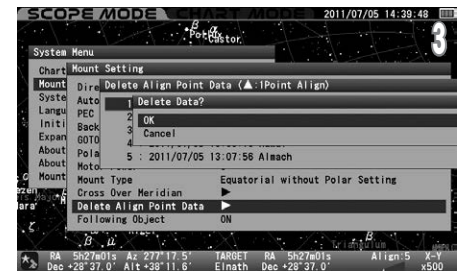 SCOPE MODE CHART MODE 2011/07/05 14:39:48
β α
Pollux Castor
3
System Menu
Chart Mount Setting
Mount Dire Delete Align Point Data (▲:1Point Align)
Syste Auto 1 Delete Data?
Langu PEC 2
Initi Back 3 OK
Expan GOTO 4 Cancel
About Pola 5 : 2011/07/05 13:07:56 Almach
About Motor Power
Mount Mount Type Equatorial without Polar Setting
Cross Over Meridian ▶
Delete Align Point Data ▶
Following Object ON
β μ β
Triangulum
RA 5h27m01s Az 277°17.5' TARGET RA 5h27m01s Align:5 X-Y
Dec +28°37.0' Alt +38°11.6' Elnath Dec +28°37.0' x500